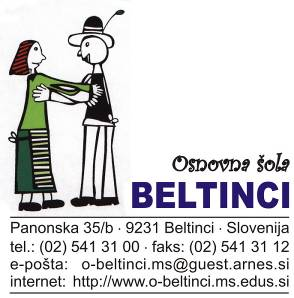 Osnovna šola
BELTINCI
Panonska 35/b · 9231 Beltinci · Slovenija
tel.: (02) 541 31 00 · faks: (02) 541 31 12
e-pošta: o-beltinci.ms@guest.arnes.si
internet: http://www.o-beltinci.ms.edus.si